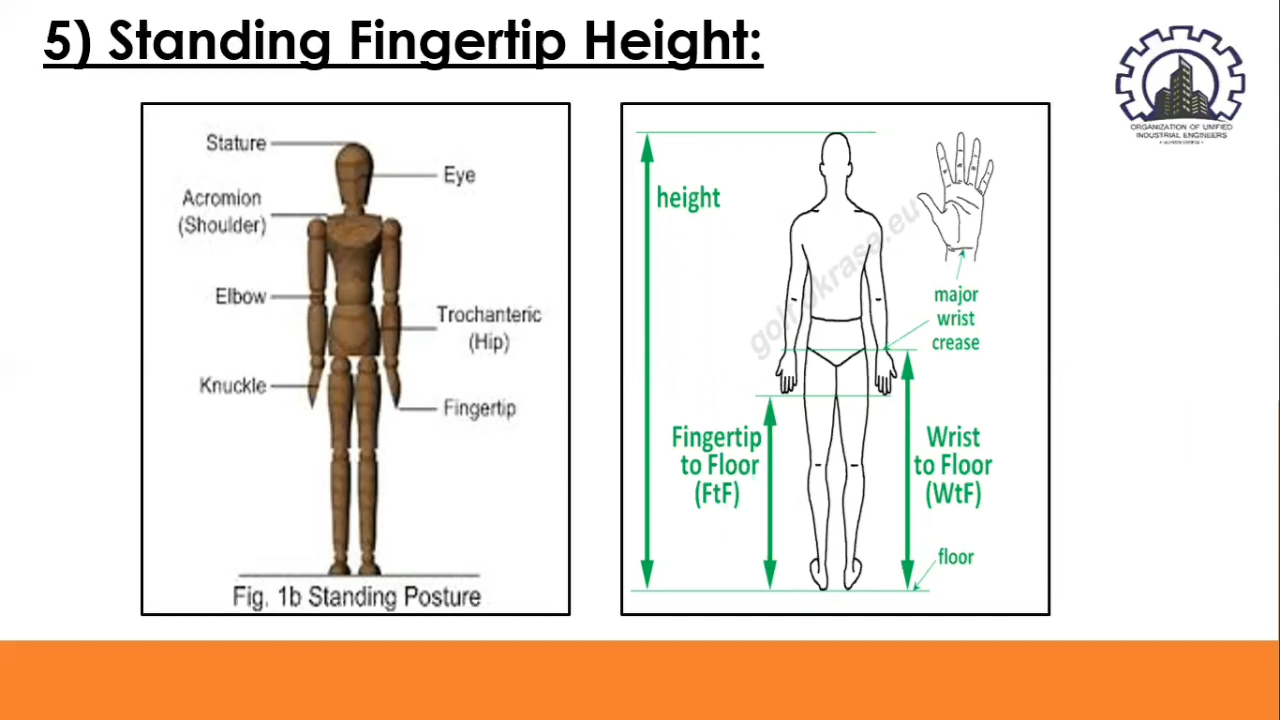 5) Standing Fingertip Height:
ORGANIZATION OF UNIFIED
INDUSTRIAL ENGINEERS
Stature
Eye
Acromion
(Shoulder)
Elbow
Trochanteric
(Hip)
Knuckle
Fingertip
Fig. 1b Standing Posture
height
major
wrist
crease
Fingertip
to Floor
(FtF)
Wrist
to Floor
(WtF)
floor